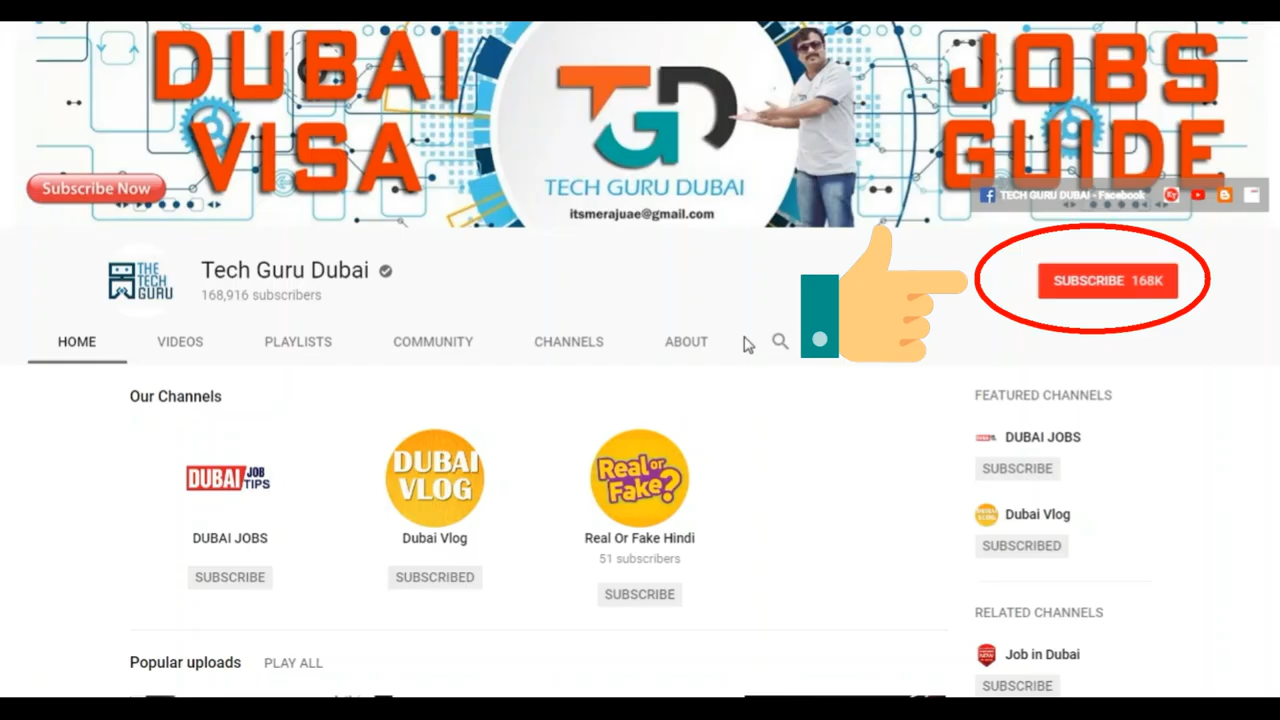 DUBAI
VISA
JOBS
GUIDE
TGD
TECH GURU DUBAI
itsmerajuae@gmail.com
Subscribe Now
TECH GURU DUBAI - Facebook
THE
TECH
GURU
Tech Guru Dubai
168,916 subscribers
SUBSCRIBE 168K
HOME VIDEOS PLAYLISTS COMMUNITY CHANNELS ABOUT
Our Channels
DUBAI JOB TIPS
DUBAI JOBS
SUBSCRIBE
DUBAI
VLOG
Dubai Vlog
SUBSCRIBED
Real or
Fake?
Real Or Fake Hindi
51 subscribers
SUBSCRIBE
Popular uploads PLAY ALL
FEATURED CHANNELS
DUBAI JOBS
SUBSCRIBE
Dubai Vlog
SUBSCRIBED
RELATED CHANNELS
Job in Dubai
SUBSCRIBE